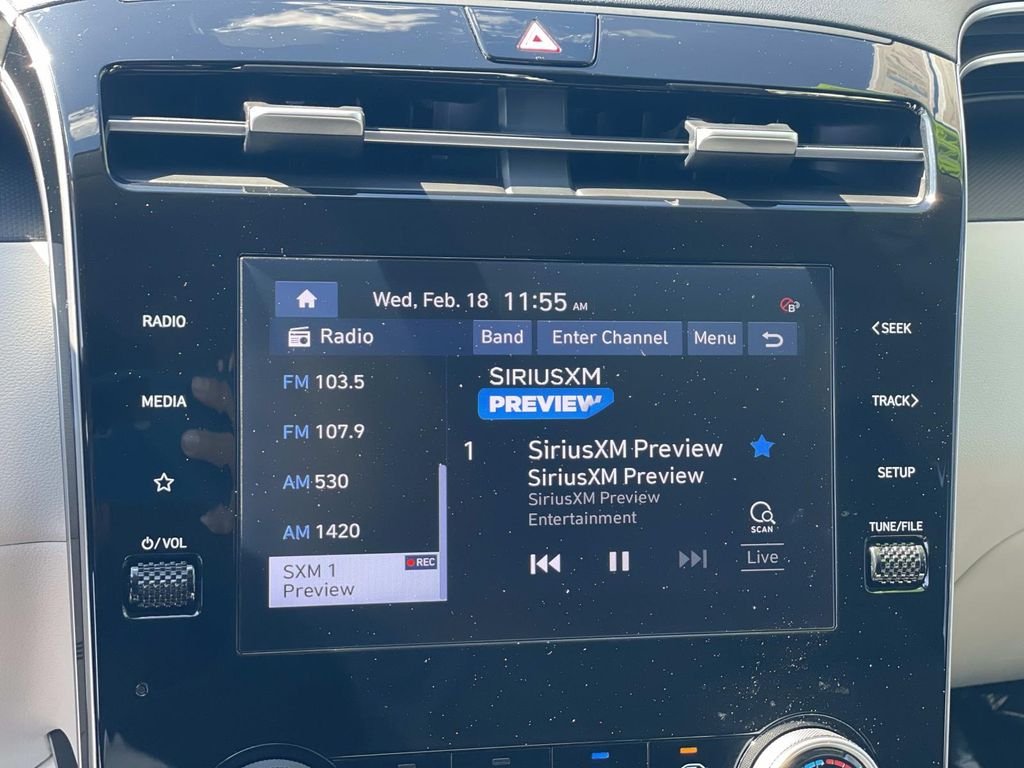 Wed, Feb. 18 11:55 AM
B
Radio Band Enter Channel Menu
RADIO
MEDIA
/VOL
FM 103.5
FM 107.9
AM 530
AM 1420
SXM 1 REC
Preview
SIRIUSXM
PREVIEW
1 SiriusXM Preview
SiriusXM Preview
SiriusXM Preview
Entertainment
SCAN
Live
<SEEK
TRACK>
SETUP
TUNE/FILE